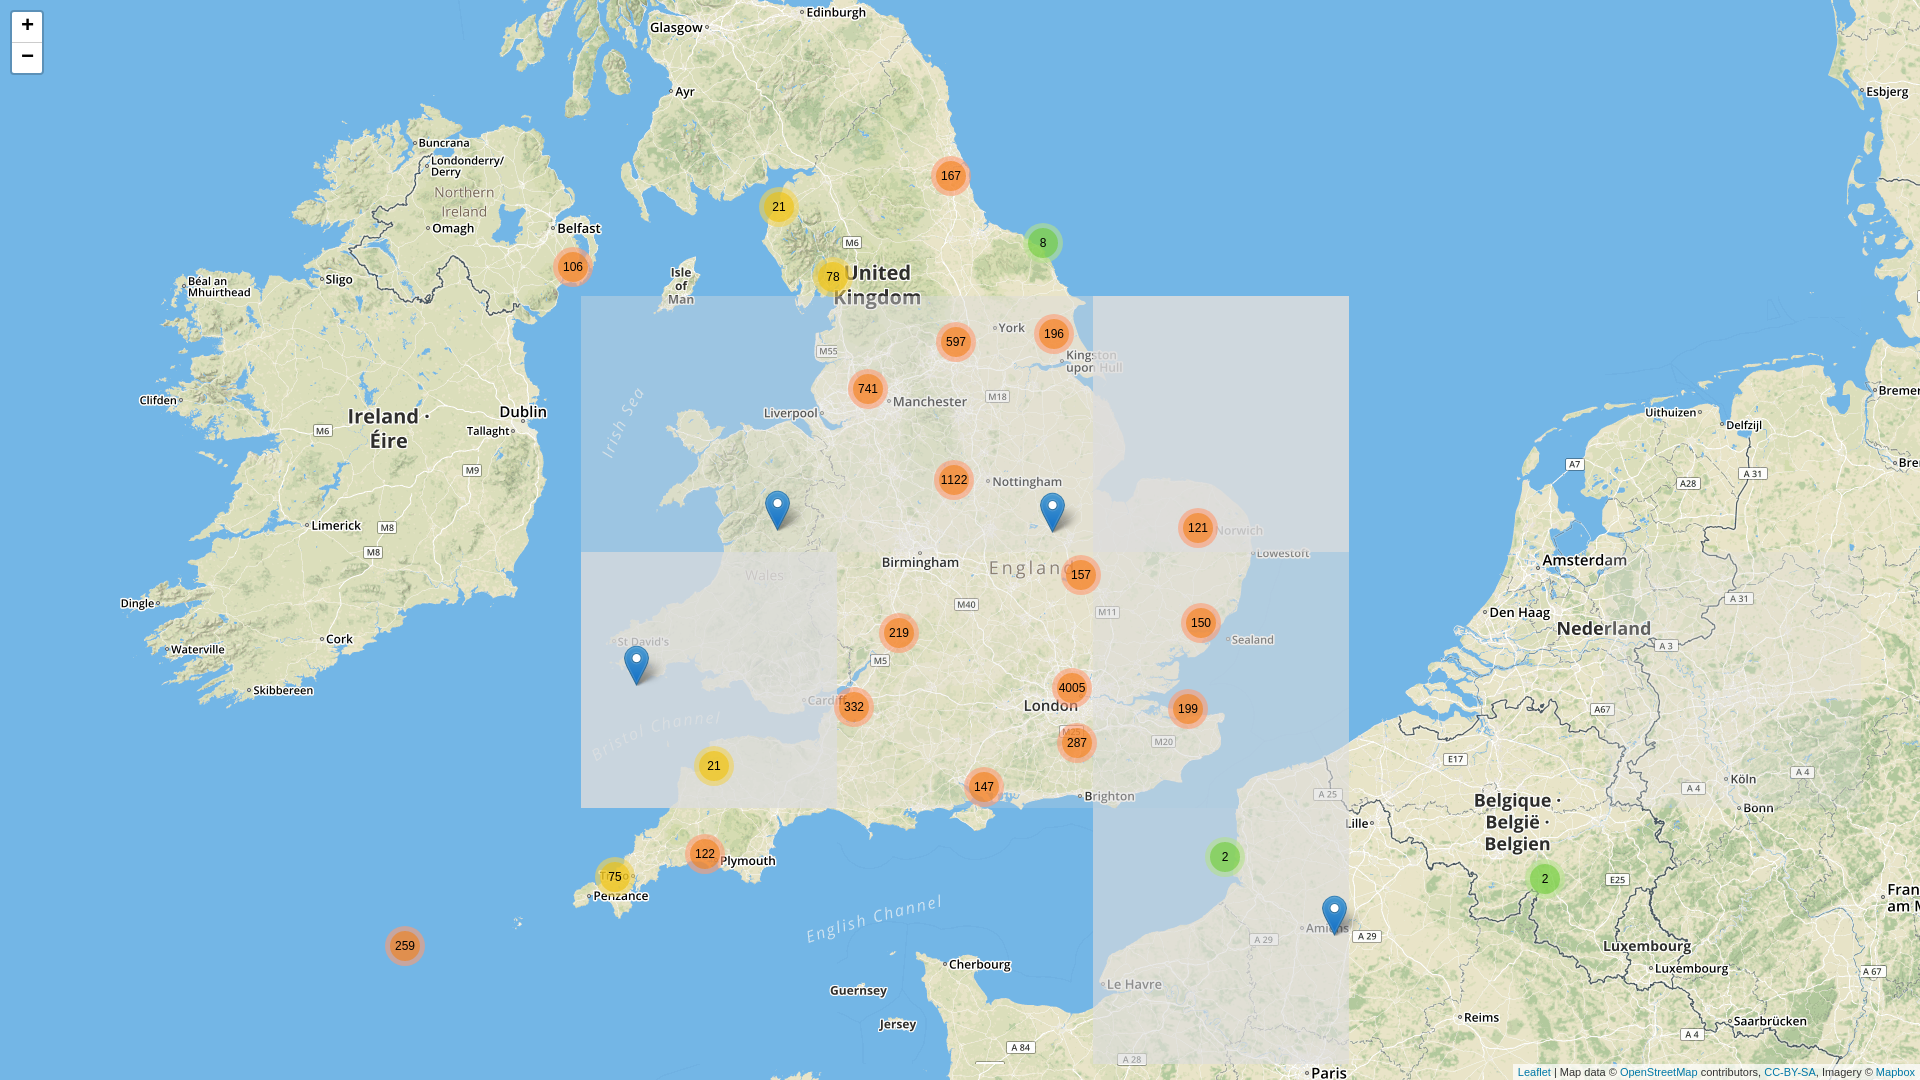 +
−
Edinburgh
Glasgow
Ayr
Esbjerg
Buncrana
Londonderry/
Derry
Northern
Ireland
Omagh
Belfast
167
21
8
106
M6
78
United
Kingdom
Isle
of
Man
Béal an
Mhuirthead
Sligo
York
196
597
M55
Kingston
upon Hull
741
Manchester
M18
Liverpool
Irish Sea
Clifden
Ireland ·
Éire
Dublin
Tallaght
M6
M9
Uithuizen
Delfzijl
A7
A 31
A28
1122
Nottingham
121
Norwich
Lowestoft
Limerick
M8
M8
Birmingham
England
157
Wales
Amsterdam
Dingle
M40
M11
Den Haag
A 31
Cork
Waterville
Skibbereen
St David's
219
150
Sealand
M5
Nederland
A 3
4005
London
Cardiff
332
199
A67
Bristol Channel
287
M20
E17
21
147
Brighton
A 25
A 4
Köln
A 4
Bonn
Belgique ·
België ·
Belgien
Lille
122
Plymouth
75
Penzance
2
2
E25
English Channel
259
Amiens
A 29
A 29
Luxembourg
Luxembourg
A 67
Cherbourg
Guernsey
Le Havre
Jersey
Reims
Saarbrücken
A 4
A 84
A 28
Paris
Leaflet | Map data © OpenStreetMap contributors, CC-BY-SA, Imagery © Mapbox